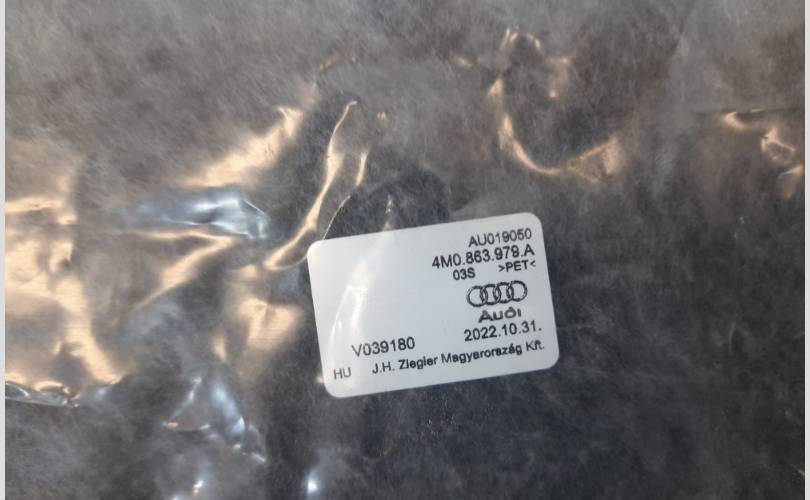 AU019050
4M0.863.979.A
03S >PET<
Audi
2022.10.31.
V039180
HU J.H. Ziegler Magyarország Kft.